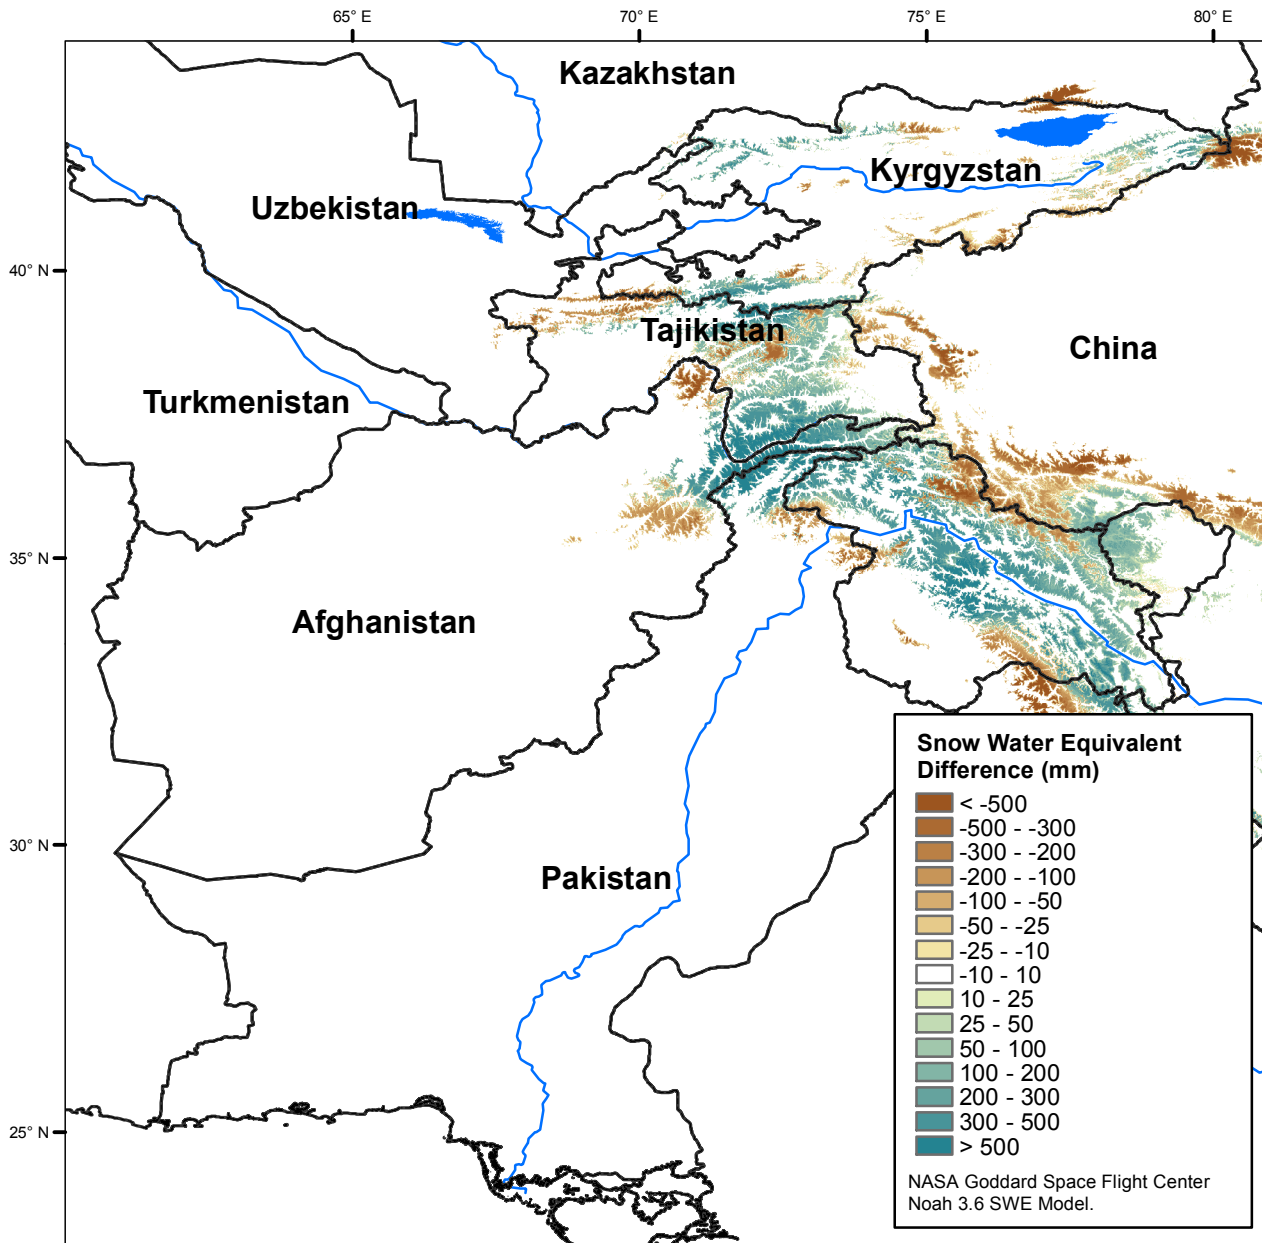 65° E
70° E
75° E
80° E
Kazakhstan
Kyrgyzstan
Uzbekistan
40° N
Tajikistan
China
Turkmenistan
35° N
Afghanistan
30° N
Pakistan
25° N
Snow Water Equivalent
Difference (mm)
< -500
-500 - -300
-300 - -200
-200 - -100
-100 - -50
-50 - -25
-25 - -10
-10 - 10
10 - 25
25 - 50
50 - 100
100 - 200
200 - 300
300 - 500
> 500
NASA Goddard Space Flight Center
Noah 3.6 SWE Model.